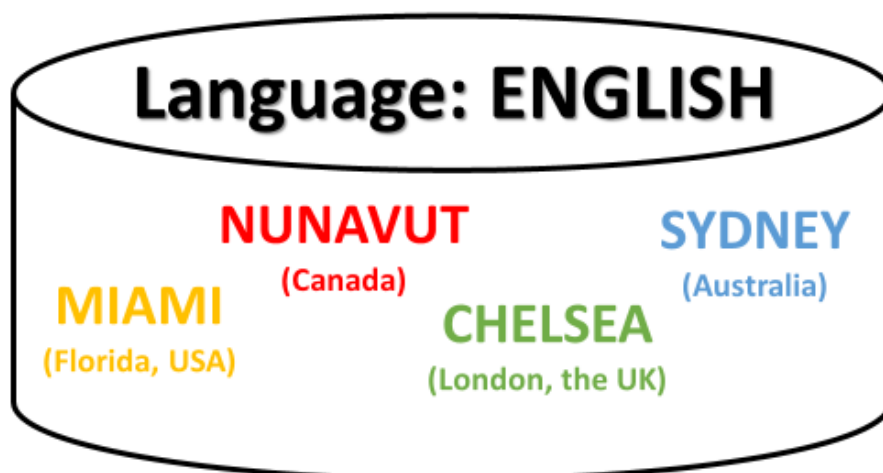 Language: ENGLISH
NUNAVUT
(Canada)
SYDNEY
(Australia)
MIAMI
(Florida, USA)
CHELSEA
(London, the UK)